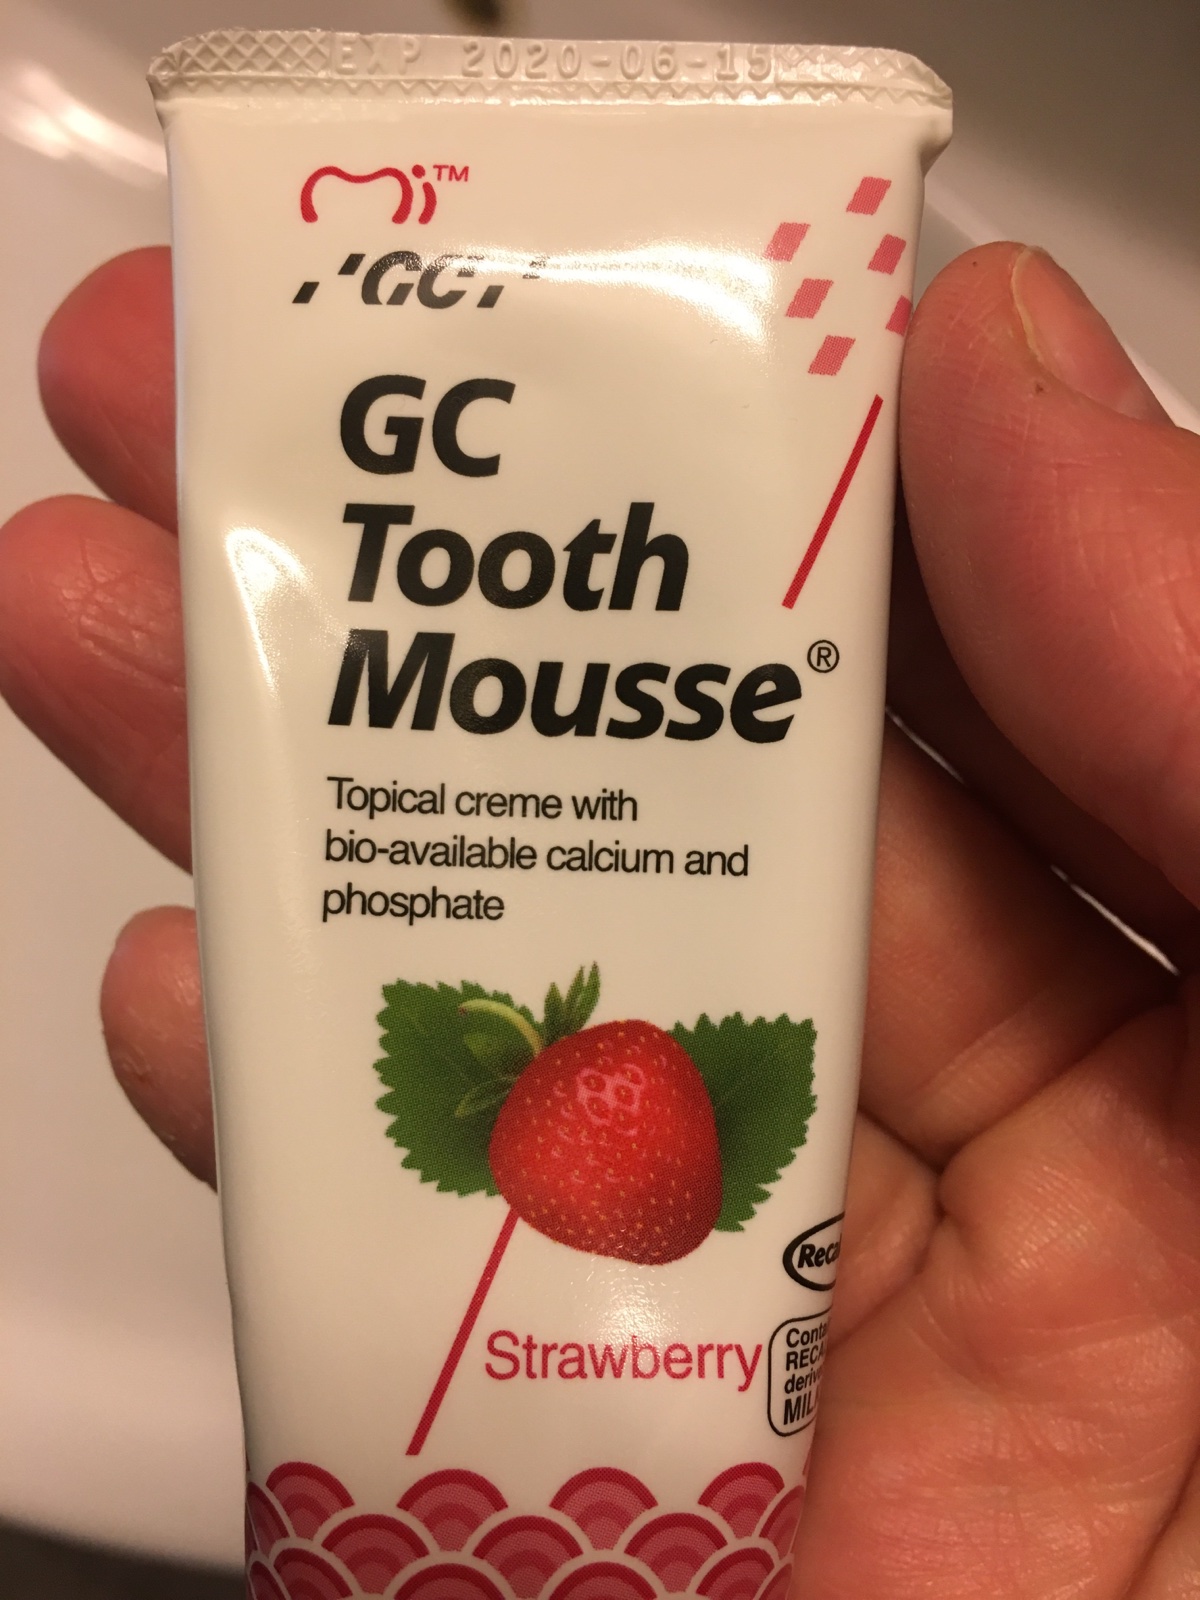 EXP 2020-06-15
Mi™
GC
GC
Tooth
Mousse®
Topical creme with
bio-available calcium and
phosphate
Strawberry